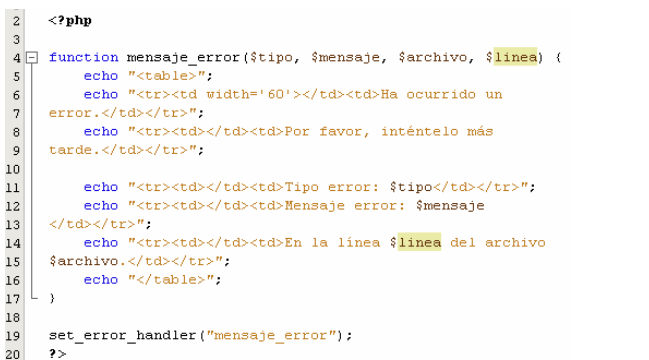 2 <?php
3
4 function mensaje_error($tipo, $mensaje, $archivo, $linea) {
5 echo "<table>";
6 echo "<tr><td width='60'></td><td>Ha ocurrido un
7 error.</td></tr>";
8 echo "<tr><td></td><td>Por favor, inténtelo más
9 tarde.</td></tr>";
10
11 echo "<tr><td></td><td>Tipo error: $tipo</td></tr>";
12 echo "<tr><td></td><td>Mensaje error: $mensaje
13 </td></tr>";
14 echo "<tr><td></td><td>En la línea $linea del archivo
15 $archivo.</td></tr>";
16 echo "</table>";
17 }
18
19 set_error_handler("mensaje_error");
20 ?>